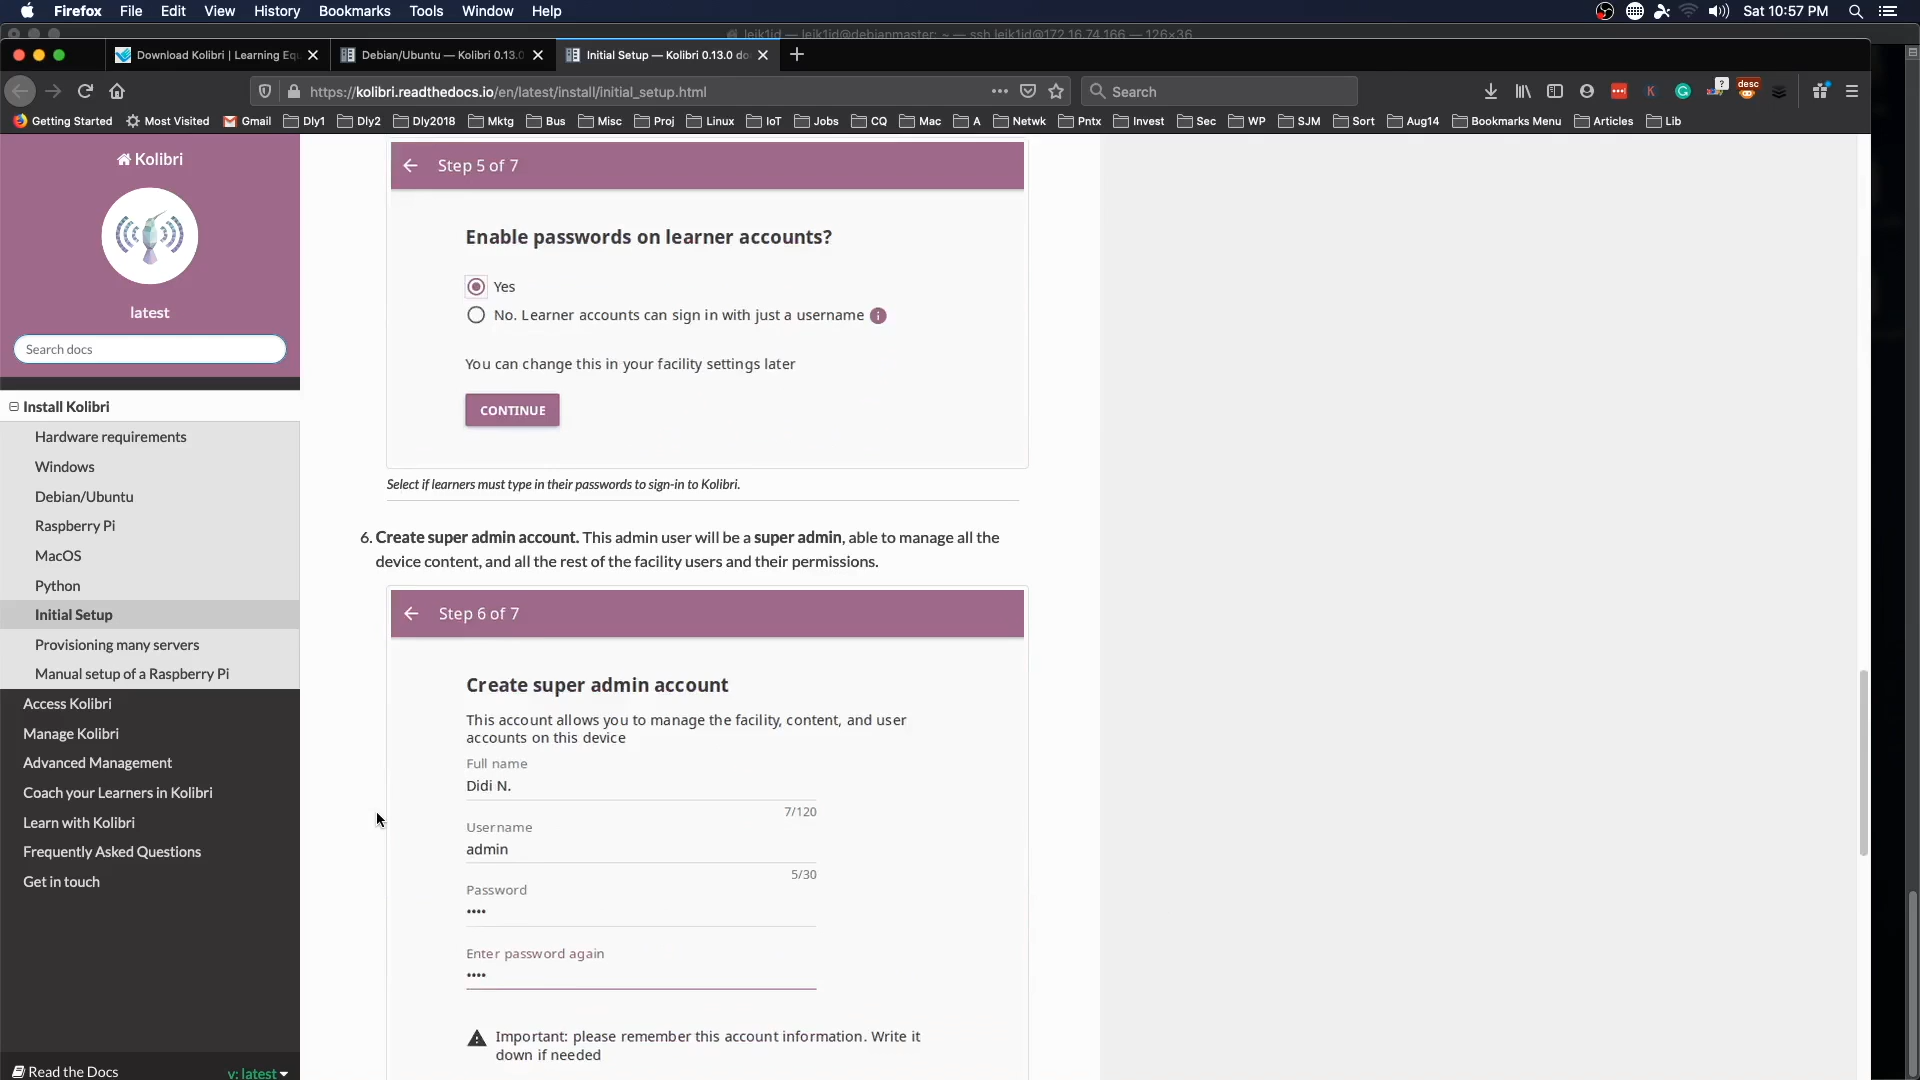 Firefox File Edit View History Bookmarks Tools Window Help Sat 10:57 PM
leik1id — leik1id@debianmaster: ~ — ssh leik1id@172.16.74.166 — 126×36
Download Kolibri | Learning Equ Debian/Ubuntu — Kolibri 0.13.0 Initial Setup — Kolibri 0.13.0 do
https://kolibri.readthedocs.io/en/latest/install/initial_setup.html Search desc
Getting Started Most Visited Gmail Dly1 Dly2 Dly2018 Mktg Bus Misc Proj Linux IoT Jobs CQ Mac A Netwk Pntx Invest Sec WP SJM Sort Aug14 Bookmarks Menu Articles Lib
Kolibri
latest
Search docs
Install Kolibri
Hardware requirements
Windows
Debian/Ubuntu
Raspberry Pi
MacOS
Python
Initial Setup
Provisioning many servers
Manual setup of a Raspberry Pi
Access Kolibri
Manage Kolibri
Advanced Management
Coach your Learners in Kolibri
Learn with Kolibri
Frequently Asked Questions
Get in touch
Read the Docs v: latest
Step 5 of 7
Enable passwords on learner accounts?
Yes
No. Learner accounts can sign in with just a username
You can change this in your facility settings later
CONTINUE
Select if learners must type in their passwords to sign-in to Kolibri.
6. Create super admin account. This admin user will be a super admin, able to manage all the
device content, and all the rest of the facility users and their permissions.
Step 6 of 7
Create super admin account
This account allows you to manage the facility, content, and user
accounts on this device
Full name
Didi N.
7/120
Username
admin
5/30
Password
••••
Enter password again
••••
Important: please remember this account information. Write it
down if needed